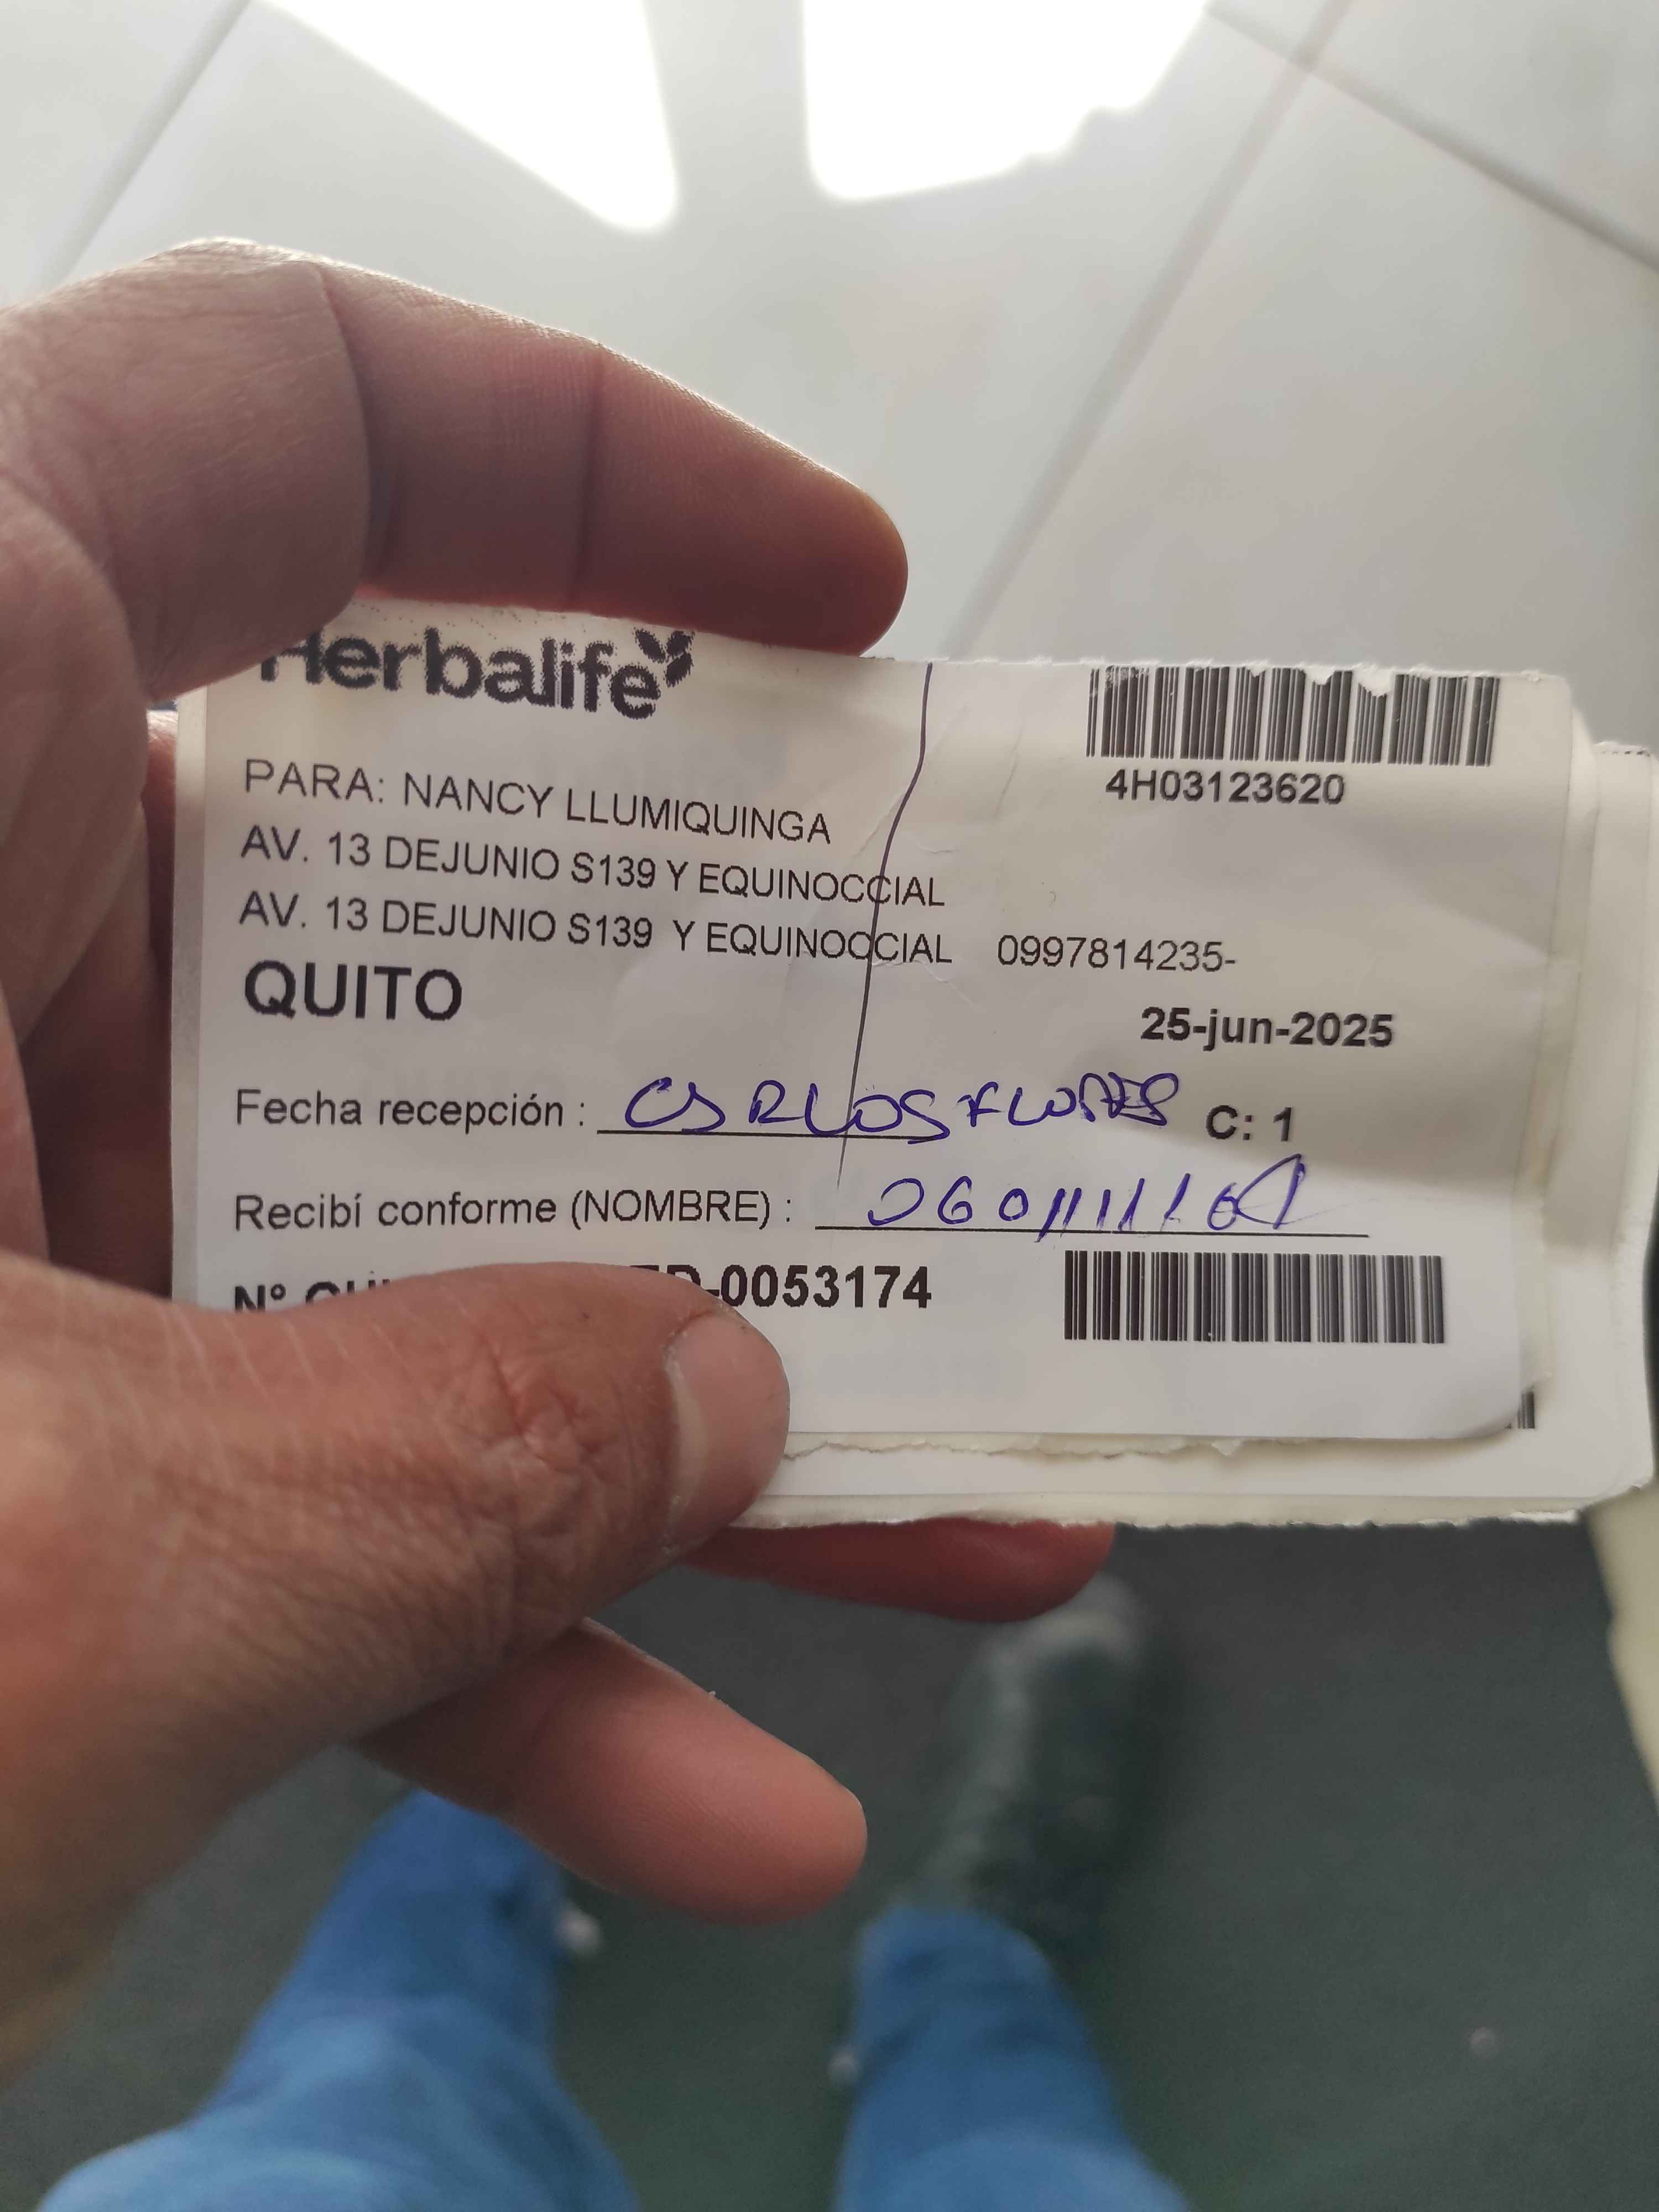 Herbalife
4H03123620
PARA: NANCY LLUMIQUINGA
AV. 13 DEJUNIO S139 Y EQUINOCCIAL
AV. 13 DEJUNIO S139 Y EQUINOCCIAL 0997814235-
QUITO
25-jun-2025
Fecha recepción : CARLOS FLORES C: 1
Recibí conforme (NOMBRE) :
Nº 0053174